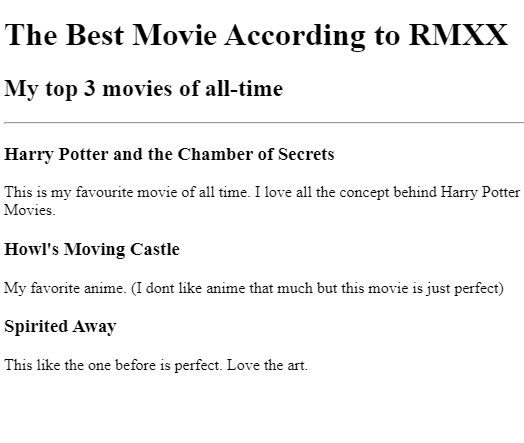 The Best Movie According to RMXX
My top 3 movies of all-time
Harry Potter and the Chamber of Secrets
This is my favourite movie of all time. I love all the concept behind Harry Potter
Movies.
Howl's Moving Castle
My favorite anime. (I dont like anime that much but this movie is just perfect)
Spirited Away
This like the one before is perfect. Love the art.